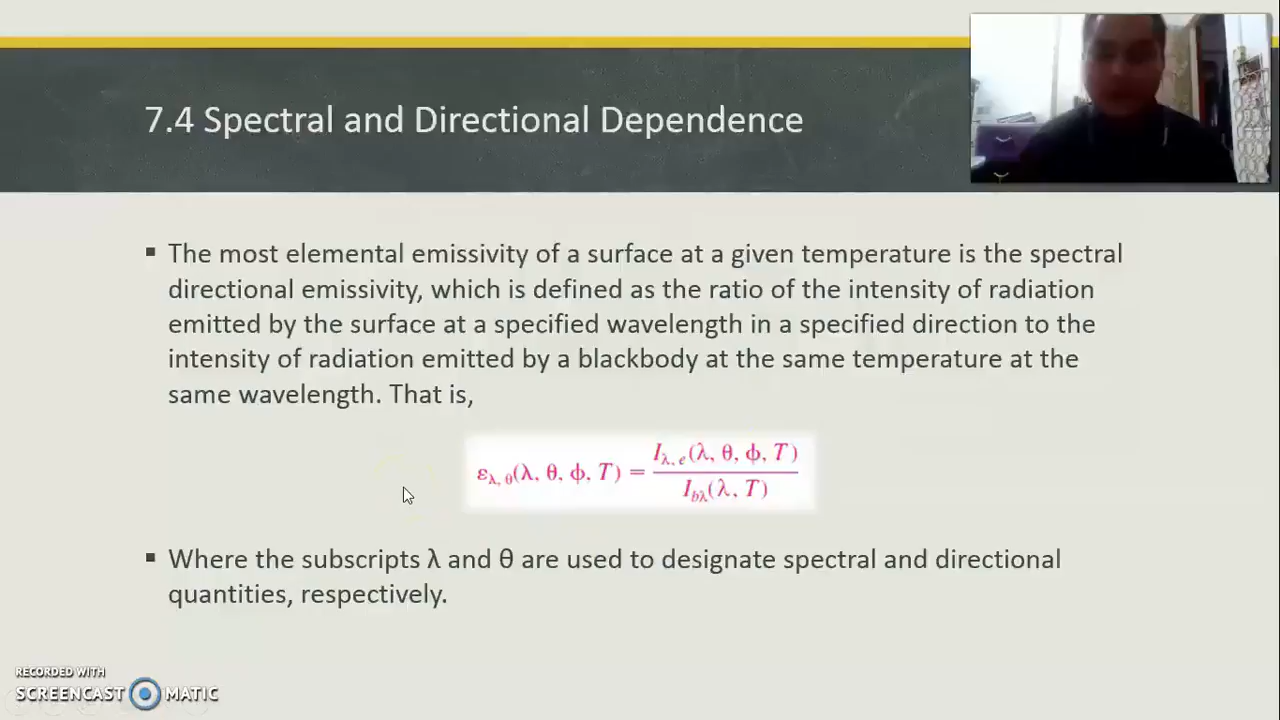 7.4 Spectral and Directional Dependence
▪ The most elemental emissivity of a surface at a given temperature is the spectral
directional emissivity, which is defined as the ratio of the intensity of radiation
emitted by the surface at a specified wavelength in a specified direction to the
intensity of radiation emitted by a blackbody at the same temperature at the
same wavelength. That is,
ε_{λ, θ}(λ, θ, ϕ, T) = I_{λ, e}(λ, θ, ϕ, T) / I_{bλ}(λ, T)
▪ Where the subscripts λ and θ are used to designate spectral and directional
quantities, respectively.
RECORDED WITH
SCREENCAST MATIC